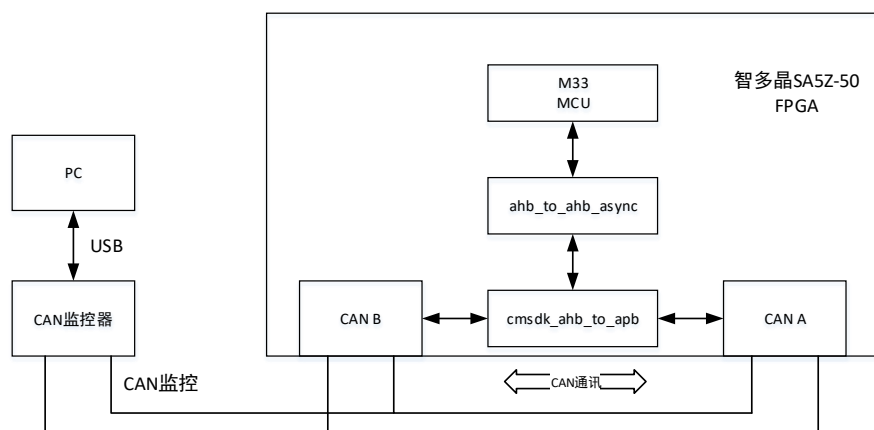 M33
MCU
智多晶SA5Z-50
FPGA
PC
ahb_to_ahb_async
USB
CAN监控器
CAN B
cmsdk_ahb_to_apb
CAN A
CAN监控
CAN通讯